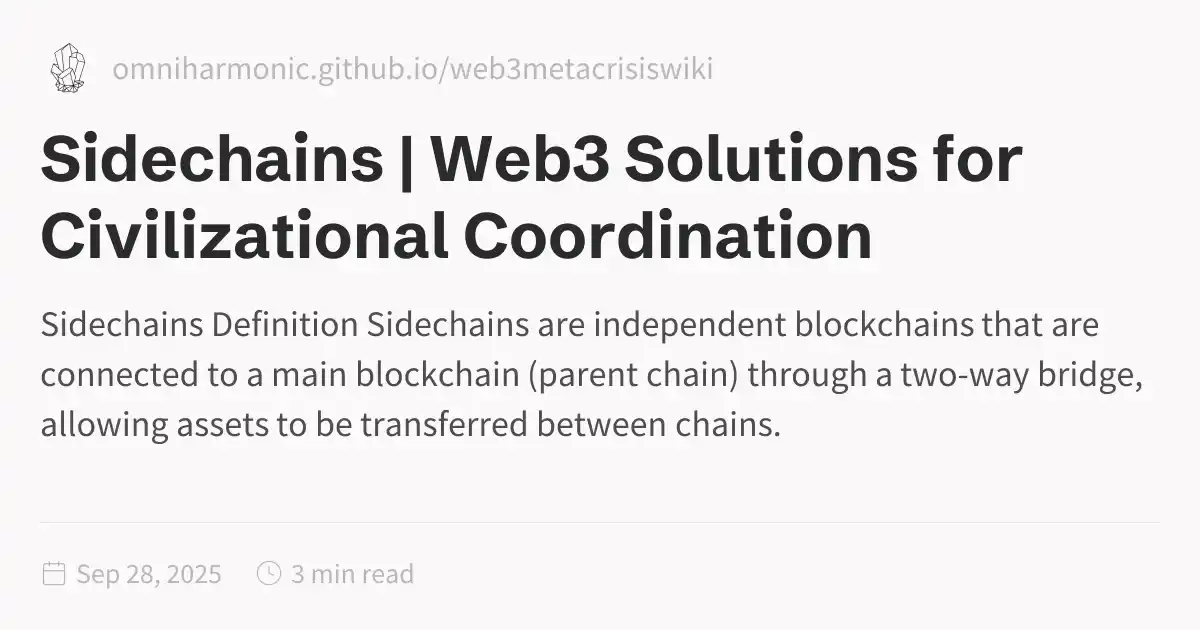 omniharmonic.github.io/web3metacrisiswiki
Sidechains | Web3 Solutions for
Civilizational Coordination
Sidechains Definition Sidechains are independent blockchains that are
connected to a main blockchain (parent chain) through a two-way bridge,
allowing assets to be transferred between chains.
Sep 28, 2025 3 min read